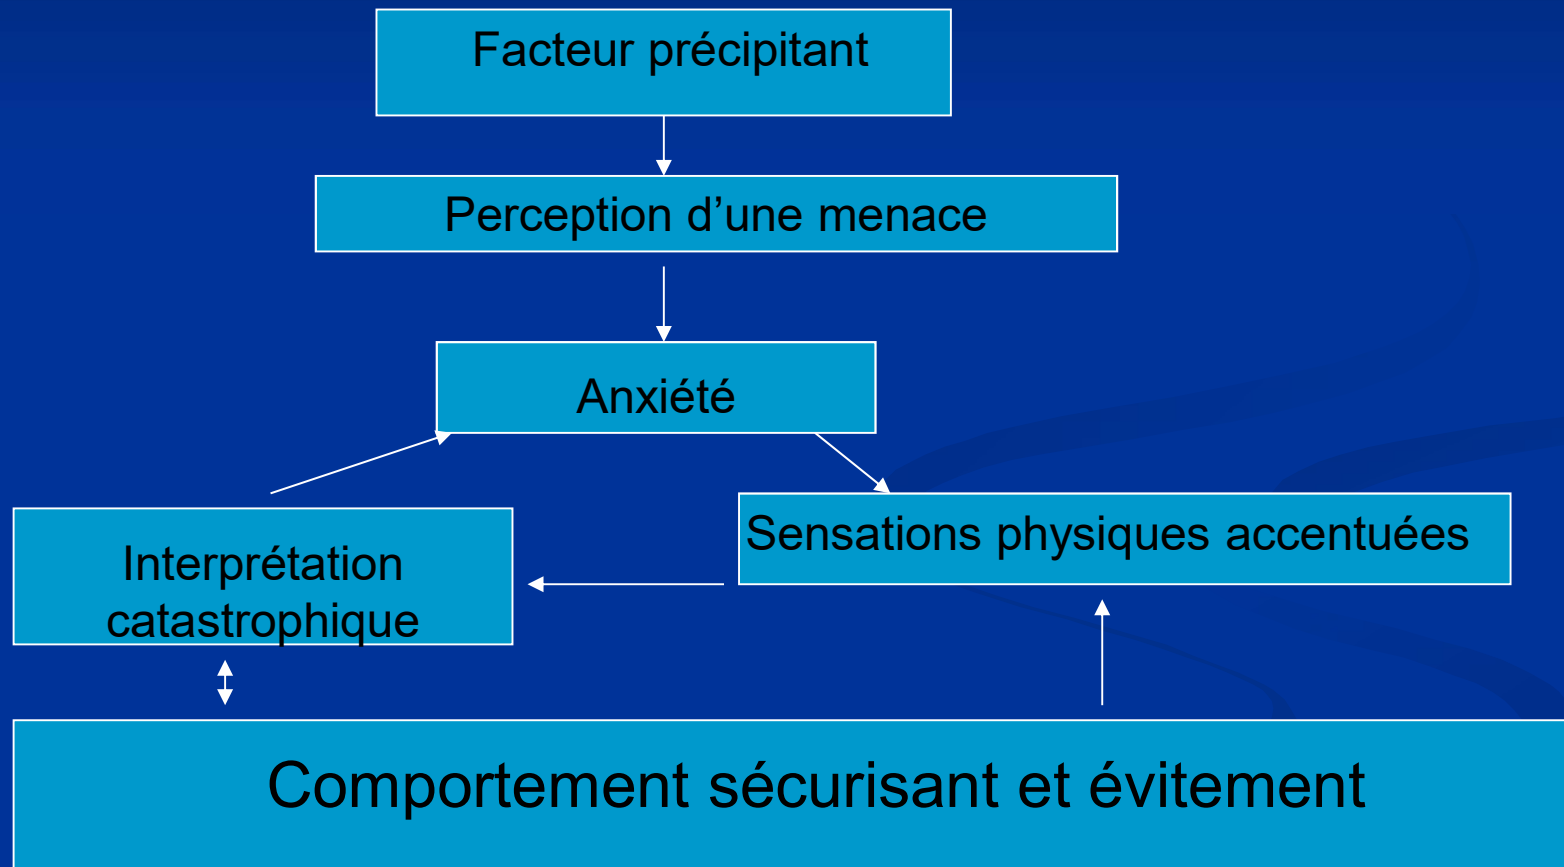 Facteur précipitant
Perception d’une menace
Anxiété
Sensations physiques accentuées
Interprétation
catastrophique
Comportement sécurisant et évitement